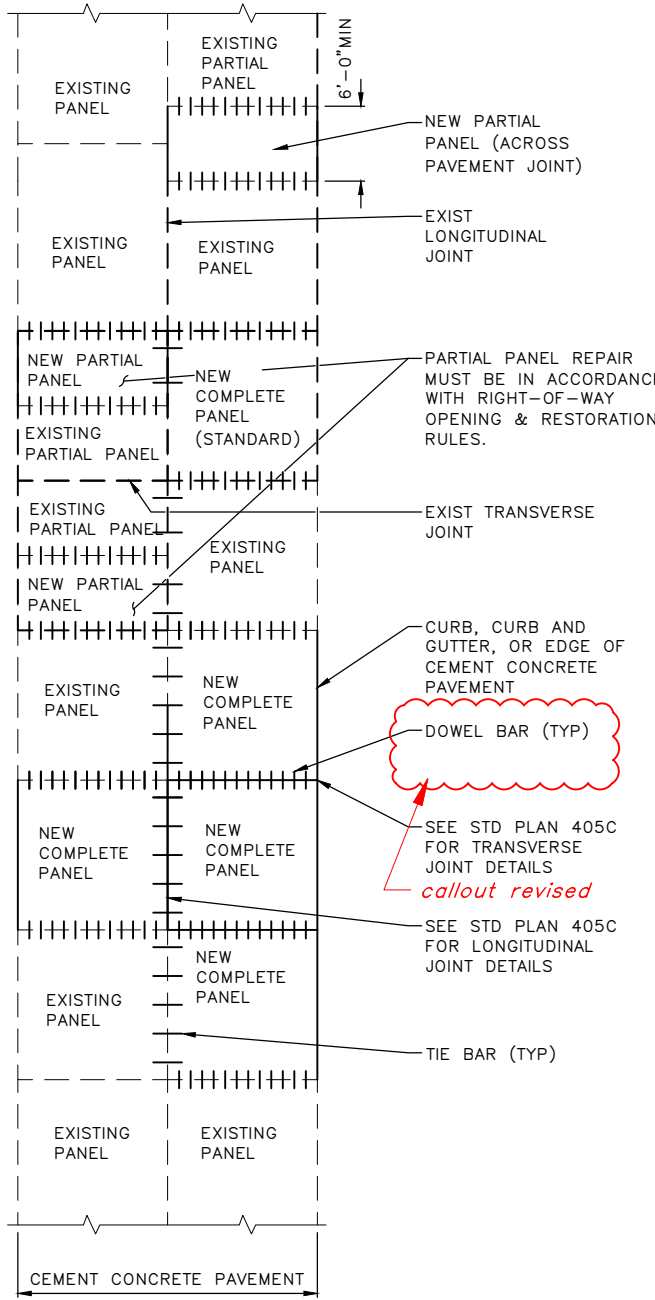 EXISTING
PARTIAL
PANEL
6'-0"MIN
EXISTING
PANEL
NEW PARTIAL
PANEL (ACROSS
PAVEMENT JOINT)
EXIST
LONGITUDINAL
JOINT
EXISTING
PANEL
EXISTING
PANEL
NEW PARTIAL
PANEL
NEW
COMPLETE
PANEL
(STANDARD)
PARTIAL PANEL REPAIR
MUST BE IN ACCORDANCE
WITH RIGHT-OF-WAY
OPENING & RESTORATION
RULES.
EXISTING
PARTIAL PANEL
EXISTING
PARTIAL PANEL
EXIST TRANSVERSE
JOINT
EXISTING
PANEL
NEW PARTIAL
PANEL
CURB, CURB AND
GUTTER, OR EDGE OF
CEMENT CONCRETE
PAVEMENT
EXISTING
PANEL
NEW
COMPLETE
PANEL
DOWEL BAR (TYP)
NEW
COMPLETE
PANEL
NEW
COMPLETE
PANEL
SEE STD PLAN 405C
FOR TRANSVERSE
JOINT DETAILS
callout revised
SEE STD PLAN 405C
FOR LONGITUDINAL
JOINT DETAILS
NEW
COMPLETE
PANEL
EXISTING
PANEL
TIE BAR (TYP)
EXISTING
PANEL
EXISTING
PANEL
CEMENT CONCRETE PAVEMENT